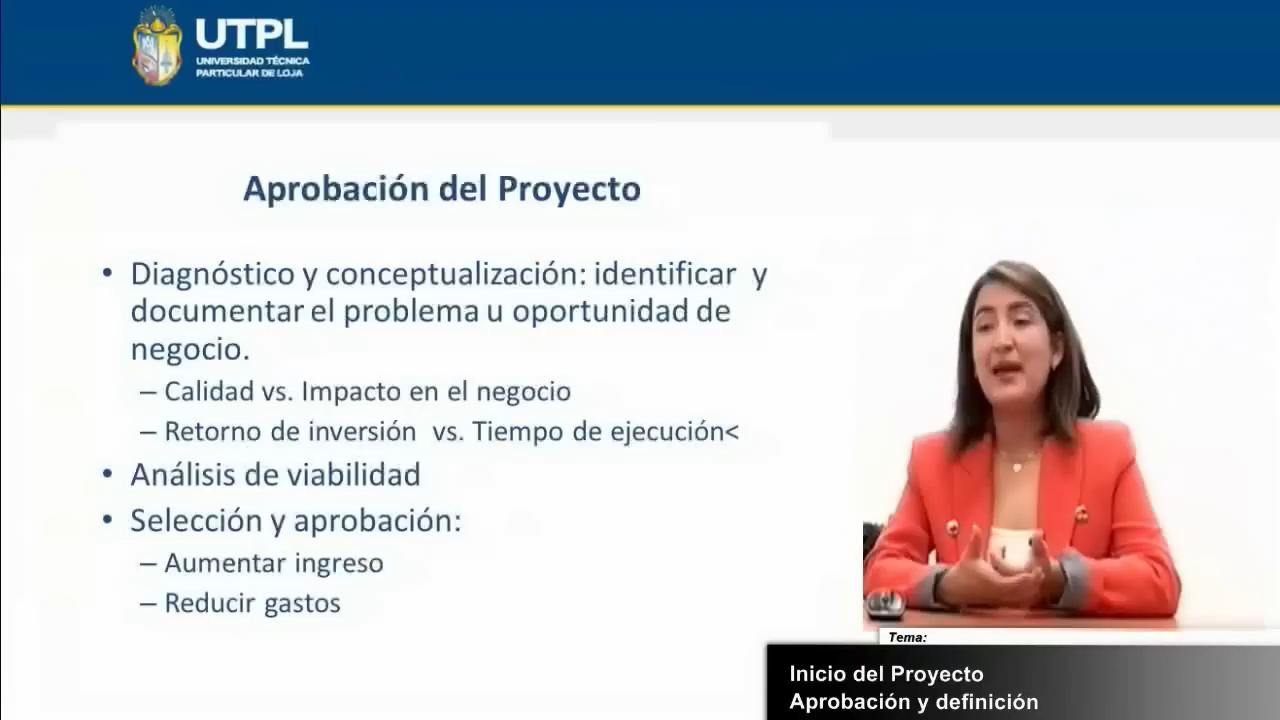 UTPL
UNIVERSIDAD TÉCNICA
PARTICULAR DE LOJA
Aprobación del Proyecto
• Diagnóstico y conceptualización: identificar y
documentar el problema u oportunidad de
negocio.
– Calidad vs. Impacto en el negocio
– Retorno de inversión vs. Tiempo de ejecución<
• Análisis de viabilidad
• Selección y aprobación:
– Aumentar ingreso
– Reducir gastos
Tema:
Inicio del Proyecto
Aprobación y definición